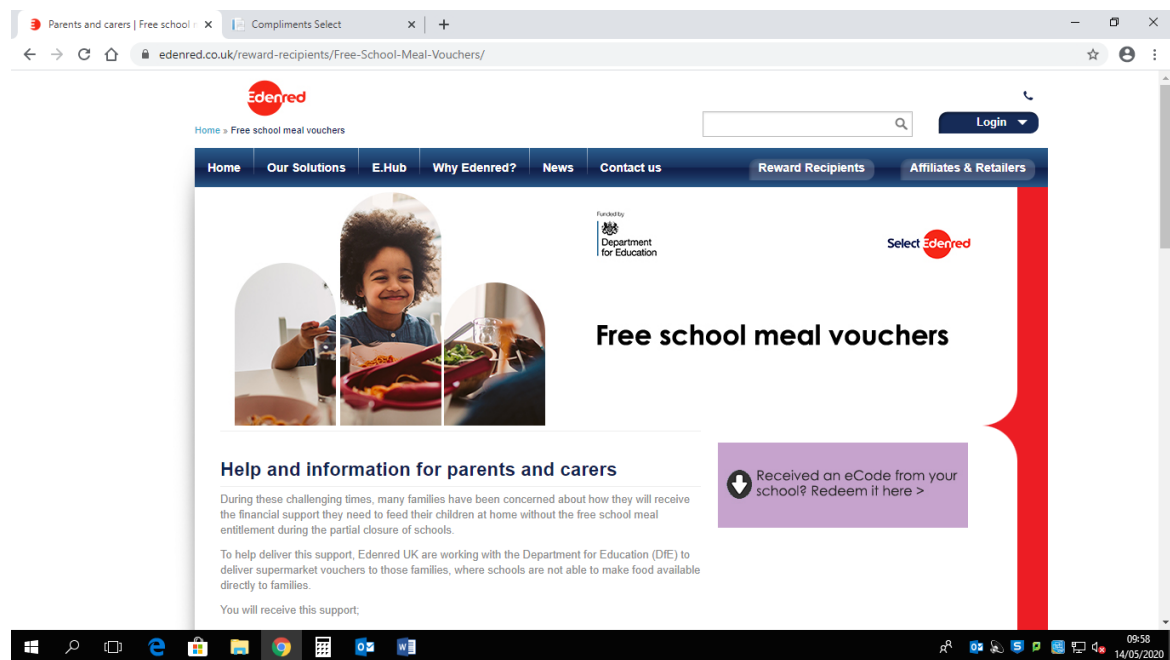 Parents and carers | Free school
Compliments Select
edenred.co.uk/reward-recipients/Free-School-Meal-Vouchers/
Edenred
Home » Free school meal vouchers
Login
Home Our Solutions E.Hub Why Edenred? News Contact us Reward Recipients Affiliates & Retailers
Funded by
Department
for Education
Select Edenred
Free school meal vouchers
Help and information for parents and carers
During these challenging times, many families have been concerned about how they will receive
the financial support they need to feed their children at home without the free school meal
entitlement during the partial closure of schools.
To help deliver this support, Edenred UK are working with the Department for Education (DfE) to
deliver supermarket vouchers to those families, where schools are not able to make food available
directly to families.
You will receive this support;
Received an eCode from your
school? Redeem it here >
09:58
14/05/2020